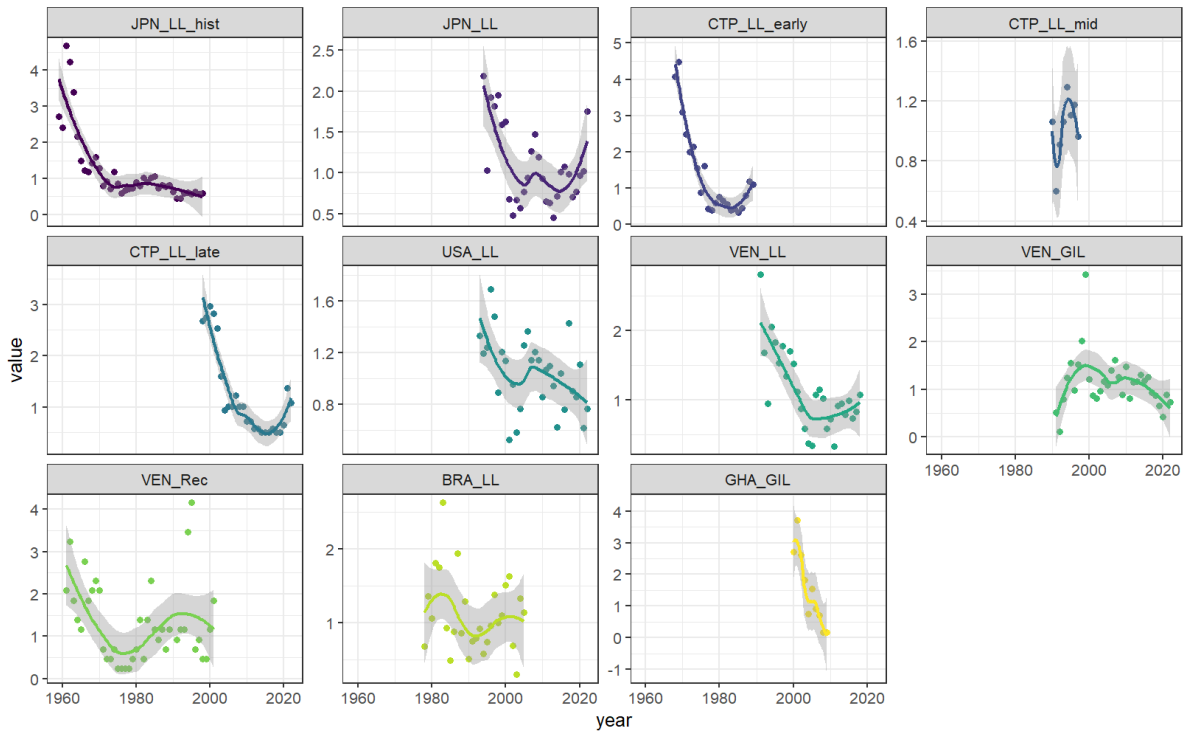 JPN_LL_hist JPN_LL CTP_LL_early CTP_LL_mid
4 3 2 1 0
2.5 2.0 1.5 1.0 0.5
5 4 3 2 1 0
1.6 1.2 0.8 0.4
CTP_LL_late USA_LL VEN_LL VEN_GIL
3 2 1
1.6 1.2 0.8
2 1
3 2 1 0
1960 1980 2000 2020
VEN_Rec BRA_LL GHA_GIL
4 3 2 1 0
2 1
4 3 2 1 0 -1
1960 1980 2000 2020 1960 1980 2000 2020 1960 1980 2000 2020
value
year